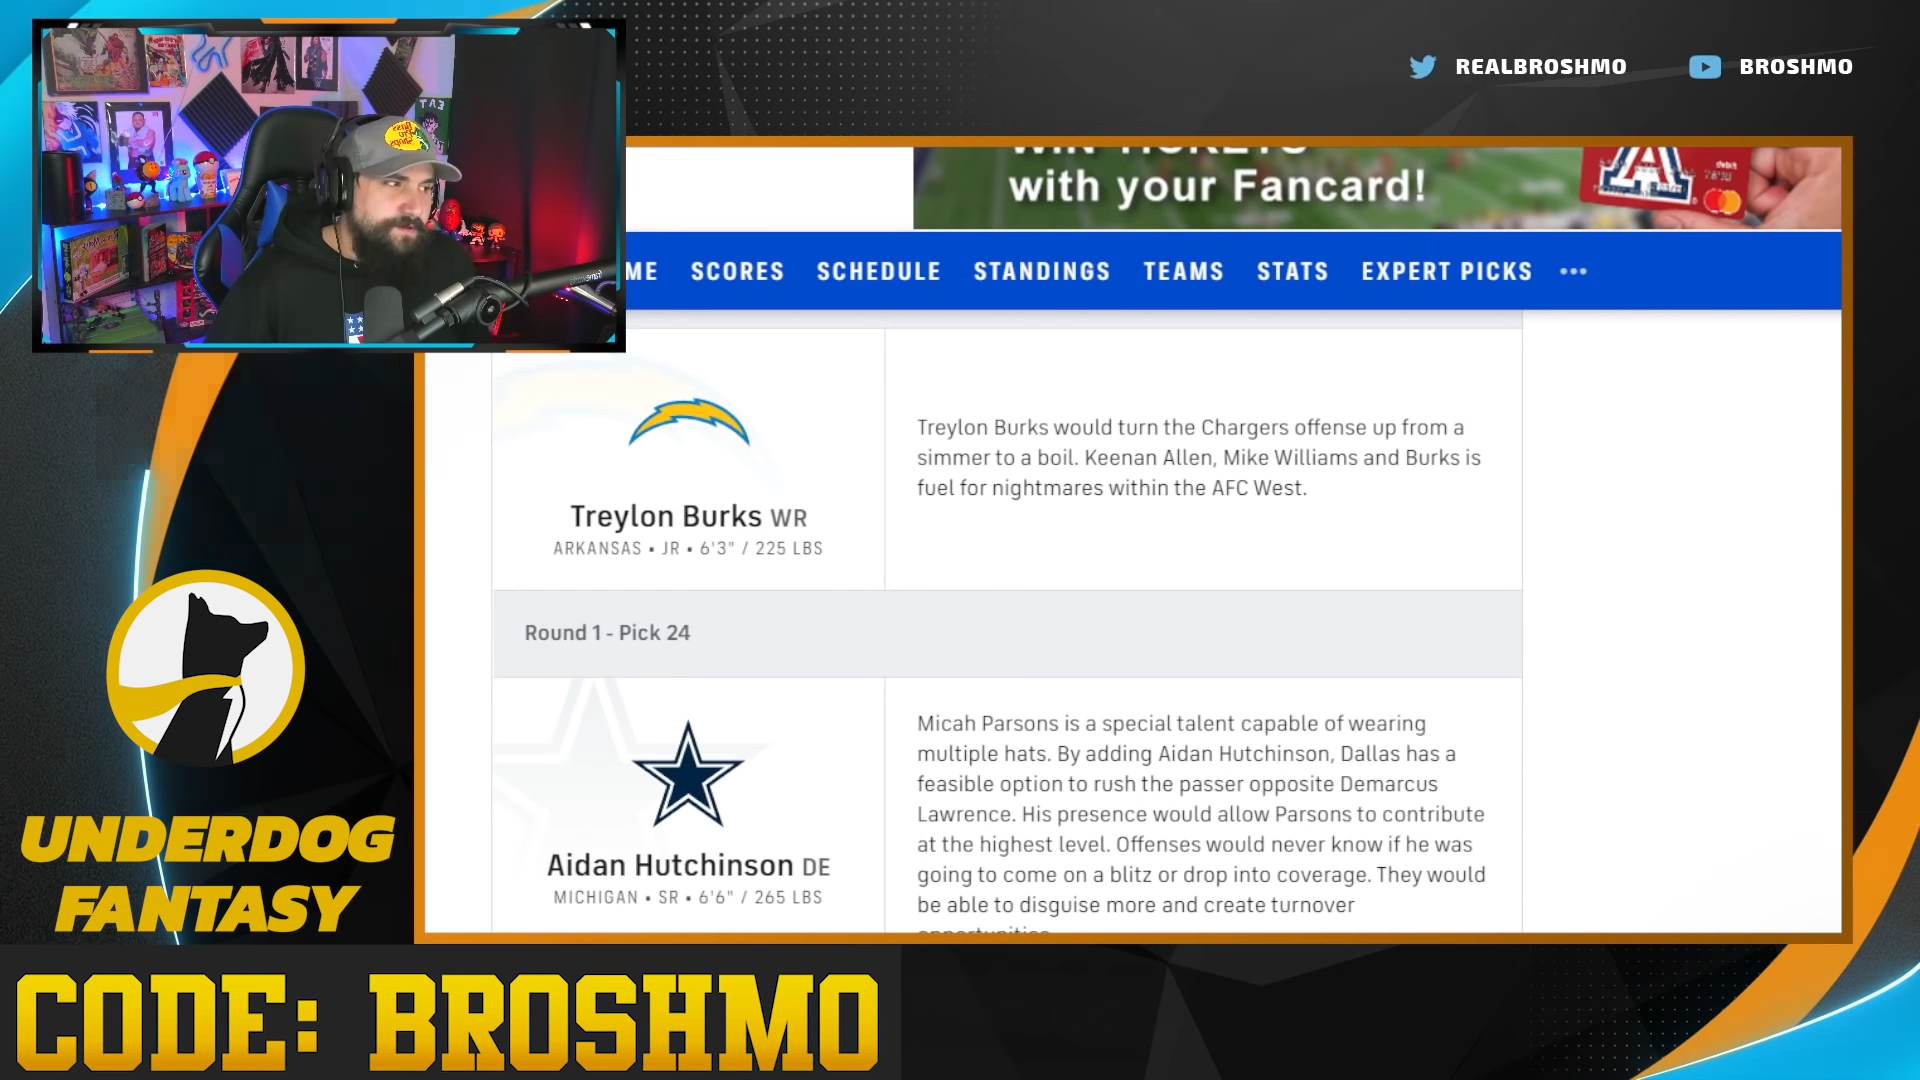 REALBROSHMO
BROSHMO
with your Fancard!
debit
ME SCORES SCHEDULE STANDINGS TEAMS STATS EXPERT PICKS •••
Treylon Burks WR
ARKANSAS • JR • 6'3" / 225 LBS
Treylon Burks would turn the Chargers offense up from a
simmer to a boil. Keenan Allen, Mike Williams and Burks is
fuel for nightmares within the AFC West.
Round 1 - Pick 24
Aidan Hutchinson DE
MICHIGAN • SR • 6'6" / 265 LBS
Micah Parsons is a special talent capable of wearing
multiple hats. By adding Aidan Hutchinson, Dallas has a
feasible option to rush the passer opposite Demarcus
Lawrence. His presence would allow Parsons to contribute
at the highest level. Offenses would never know if he was
going to come on a blitz or drop into coverage. They would
be able to disguise more and create turnover
UNDERDOG
FANTASY
CODE: BROSHMO